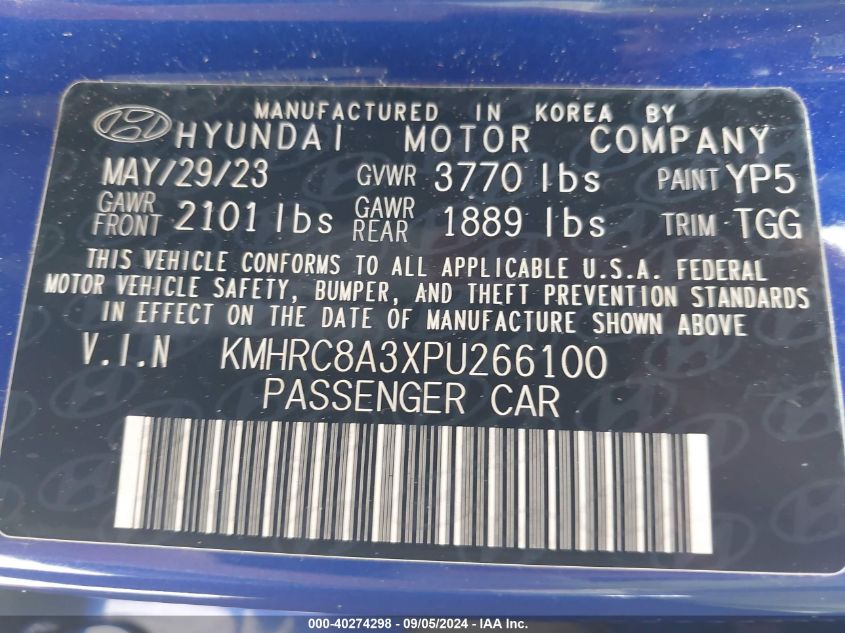 MANUFACTURED IN KOREA BY
HYUNDAI MOTOR COMPANY
MAY/29/23 GVWR 3770 lbs PAINT YP5
GAWR FRONT 2101 lbs GAWR REAR 1889 lbs TRIM TGG
THIS VEHICLE CONFORMS TO ALL APPLICABLE U.S.A. FEDERAL
MOTOR VEHICLE SAFETY, BUMPER, AND THEFT PREVENTION STANDARDS
IN EFFECT ON THE DATE OF MANUFACTURE SHOWN ABOVE
V.I.N KMHRC8A3XPU266100
PASSENGER CAR
000-40274298 - 09/05/2024 - IAA Inc.